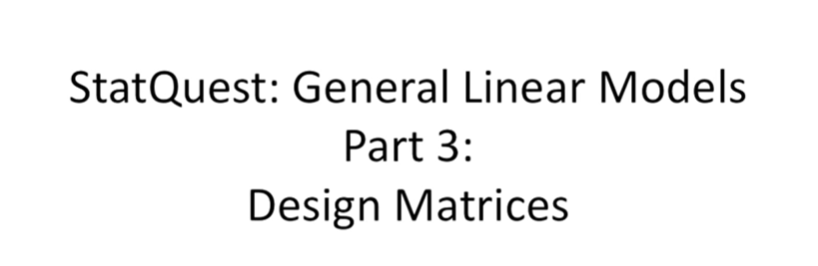 StatQuest: General Linear Models
Part 3:
Design Matrices